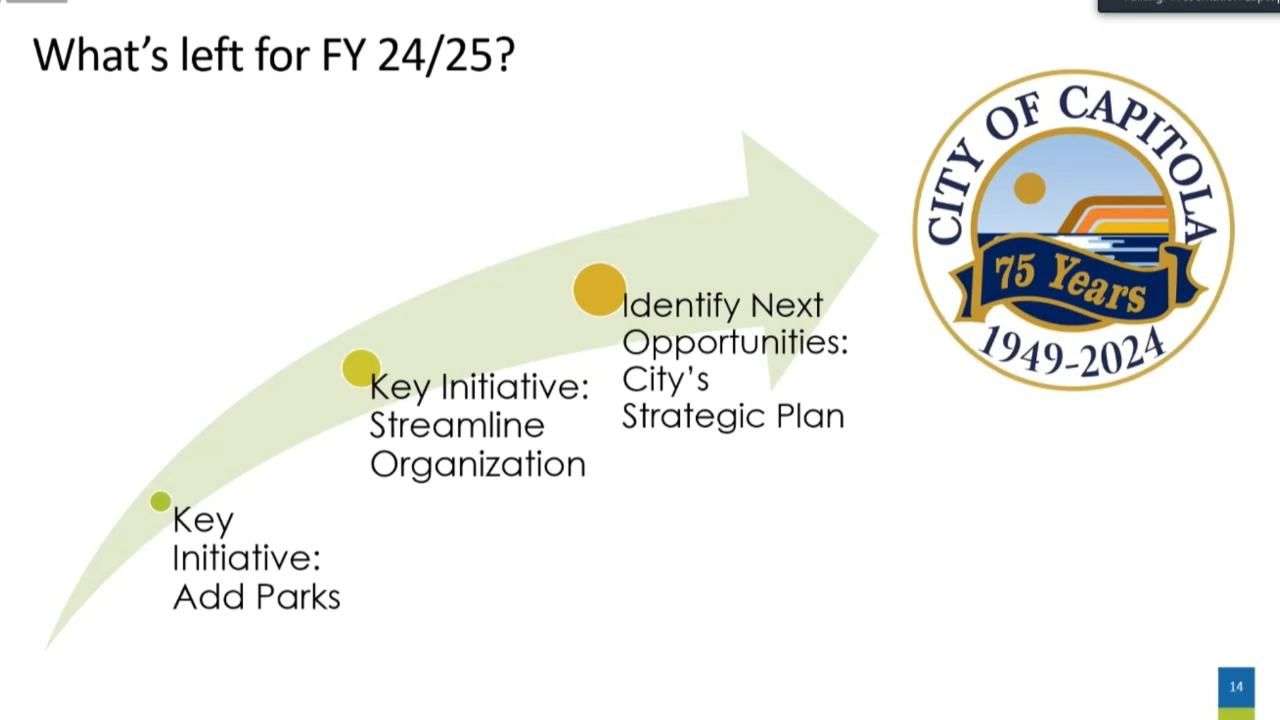 What's left for FY 24/25?
CITY OF CAPITOLA
75 Years
1949-2024
Identify Next
Opportunities:
City's
Strategic Plan
Key Initiative:
Streamline
Organization
Key
Initiative:
Add Parks
14